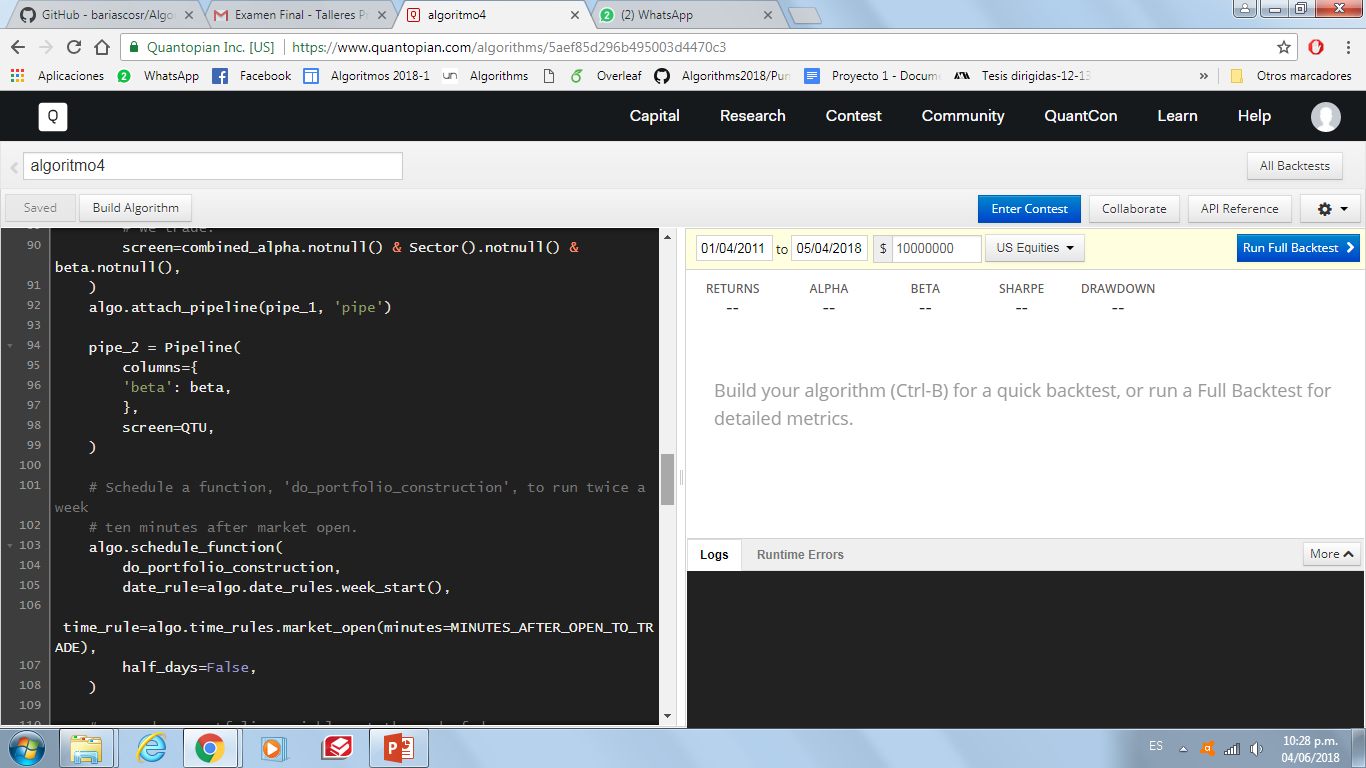 GitHub - bariascosr/Algo
Examen Final - Talleres P
algoritmo4
(2) WhatsApp
Quantopian Inc. [US]
https://www.quantopian.com/algorithms/5aef85d296b495003d4470c3
Aplicaciones
WhatsApp
Facebook
Algoritmos 2018-1
Algorithms
Overleaf
Algorithms2018/Pun
Proyecto 1 - Docume
Tesis dirigidas-12-13
»
Otros marcadores
Q
Capital
Research
Contest
Community
QuantCon
Learn
Help
algoritmo4
All Backtests
Saved
Build Algorithm
Enter Contest
Collaborate
API Reference
# we trade.
90 screen=combined_alpha.notnull() & Sector().notnull() &
beta.notnull(),
91 )
92 algo.attach_pipeline(pipe_1, 'pipe')
93
94 pipe_2 = Pipeline(
95 columns={
96 'beta': beta,
97 },
98 screen=QTU,
99 )
100
101 # Schedule a function, 'do_portfolio_construction', to run twice a
week
102 # ten minutes after market open.
103 algo.schedule_function(
104 do_portfolio_construction,
105 date_rule=algo.date_rules.week_start(),
106
time_rule=algo.time_rules.market_open(minutes=MINUTES_AFTER_OPEN_TO_TR
ADE),
107 half_days=False,
108 )
109
110
01/04/2011 to 05/04/2018 $ 10000000 US Equities
Run Full Backtest
RETURNS ALPHA BETA SHARPE DRAWDOWN
-- -- -- -- --
Build your algorithm (Ctrl-B) for a quick backtest, or run a Full Backtest for
detailed metrics.
Logs
Runtime Errors
More
ES
10:28 p.m.
04/06/2018